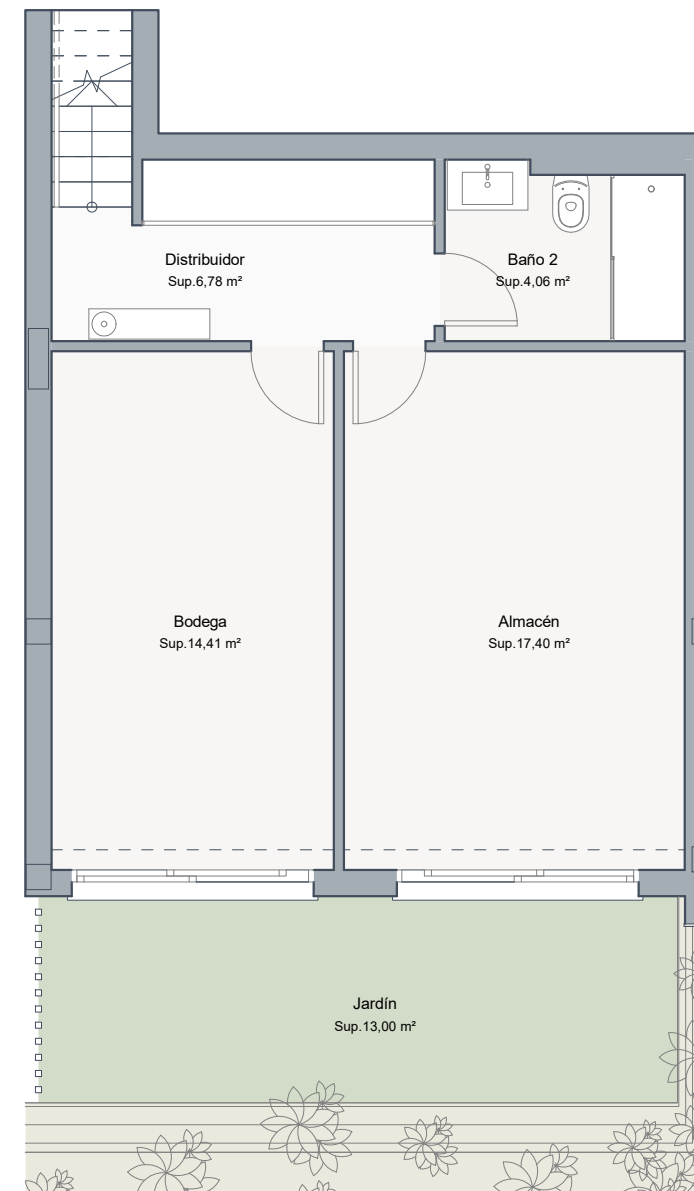 Distribuidor
Sup.6,78 m²
Baño 2
Sup.4,06 m²
Bodega
Sup.14,41 m²
Almacén
Sup.17,40 m²
Jardín
Sup.13,00 m²